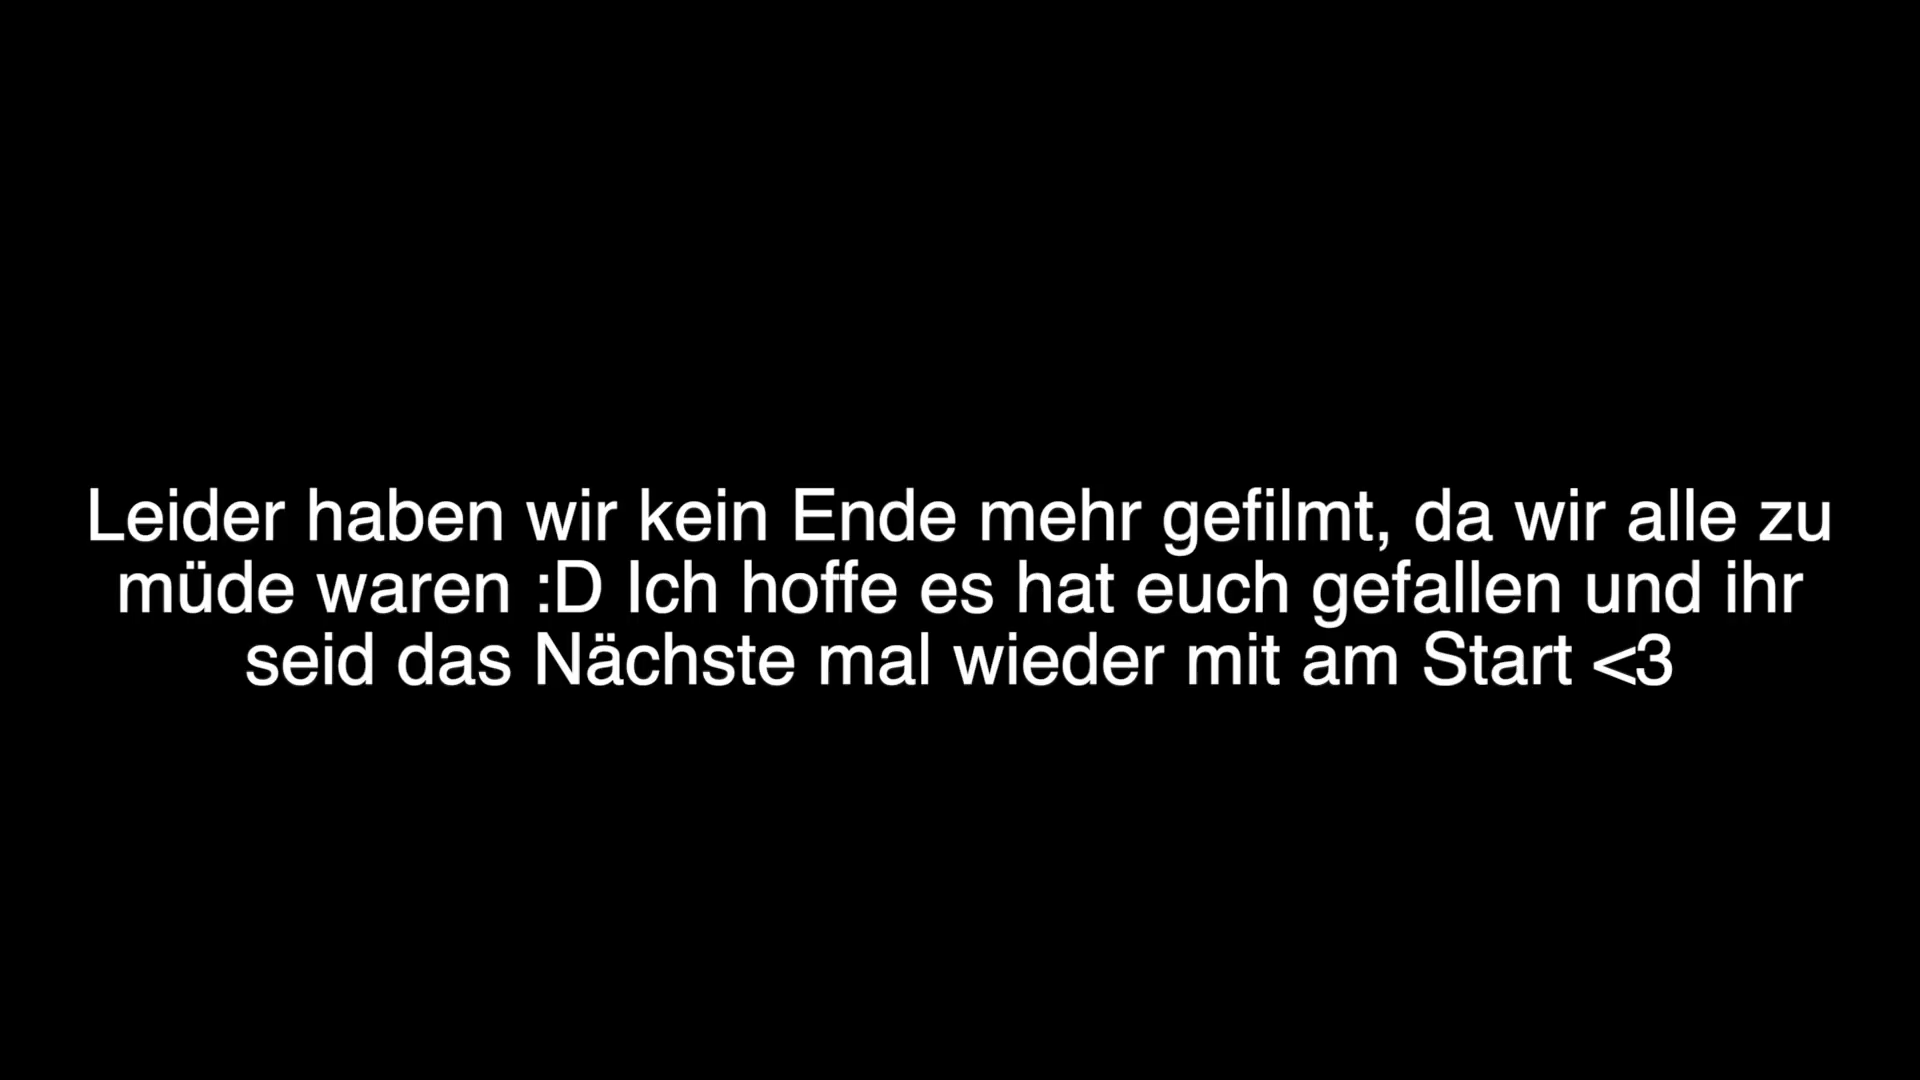 Leider haben wir kein Ende mehr gefilmt, da wir alle zu
müde waren :D Ich hoffe es hat euch gefallen und ihr
seid das Nächste mal wieder mit am Start <3